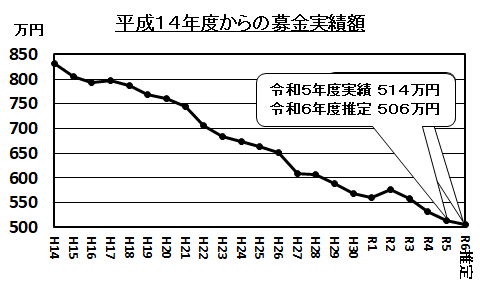 平成14年度からの募金実績額
万円
850
800
750
700
650
600
550
500
令和5年度実績 514万円
令和6年度推定 506万円
H14
H15
H16
H17
H18
H19
H20
H21
H22
H23
H24
H25
H26
H27
H28
H29
H30
R1
R2
R3
R4
R5
R6推定